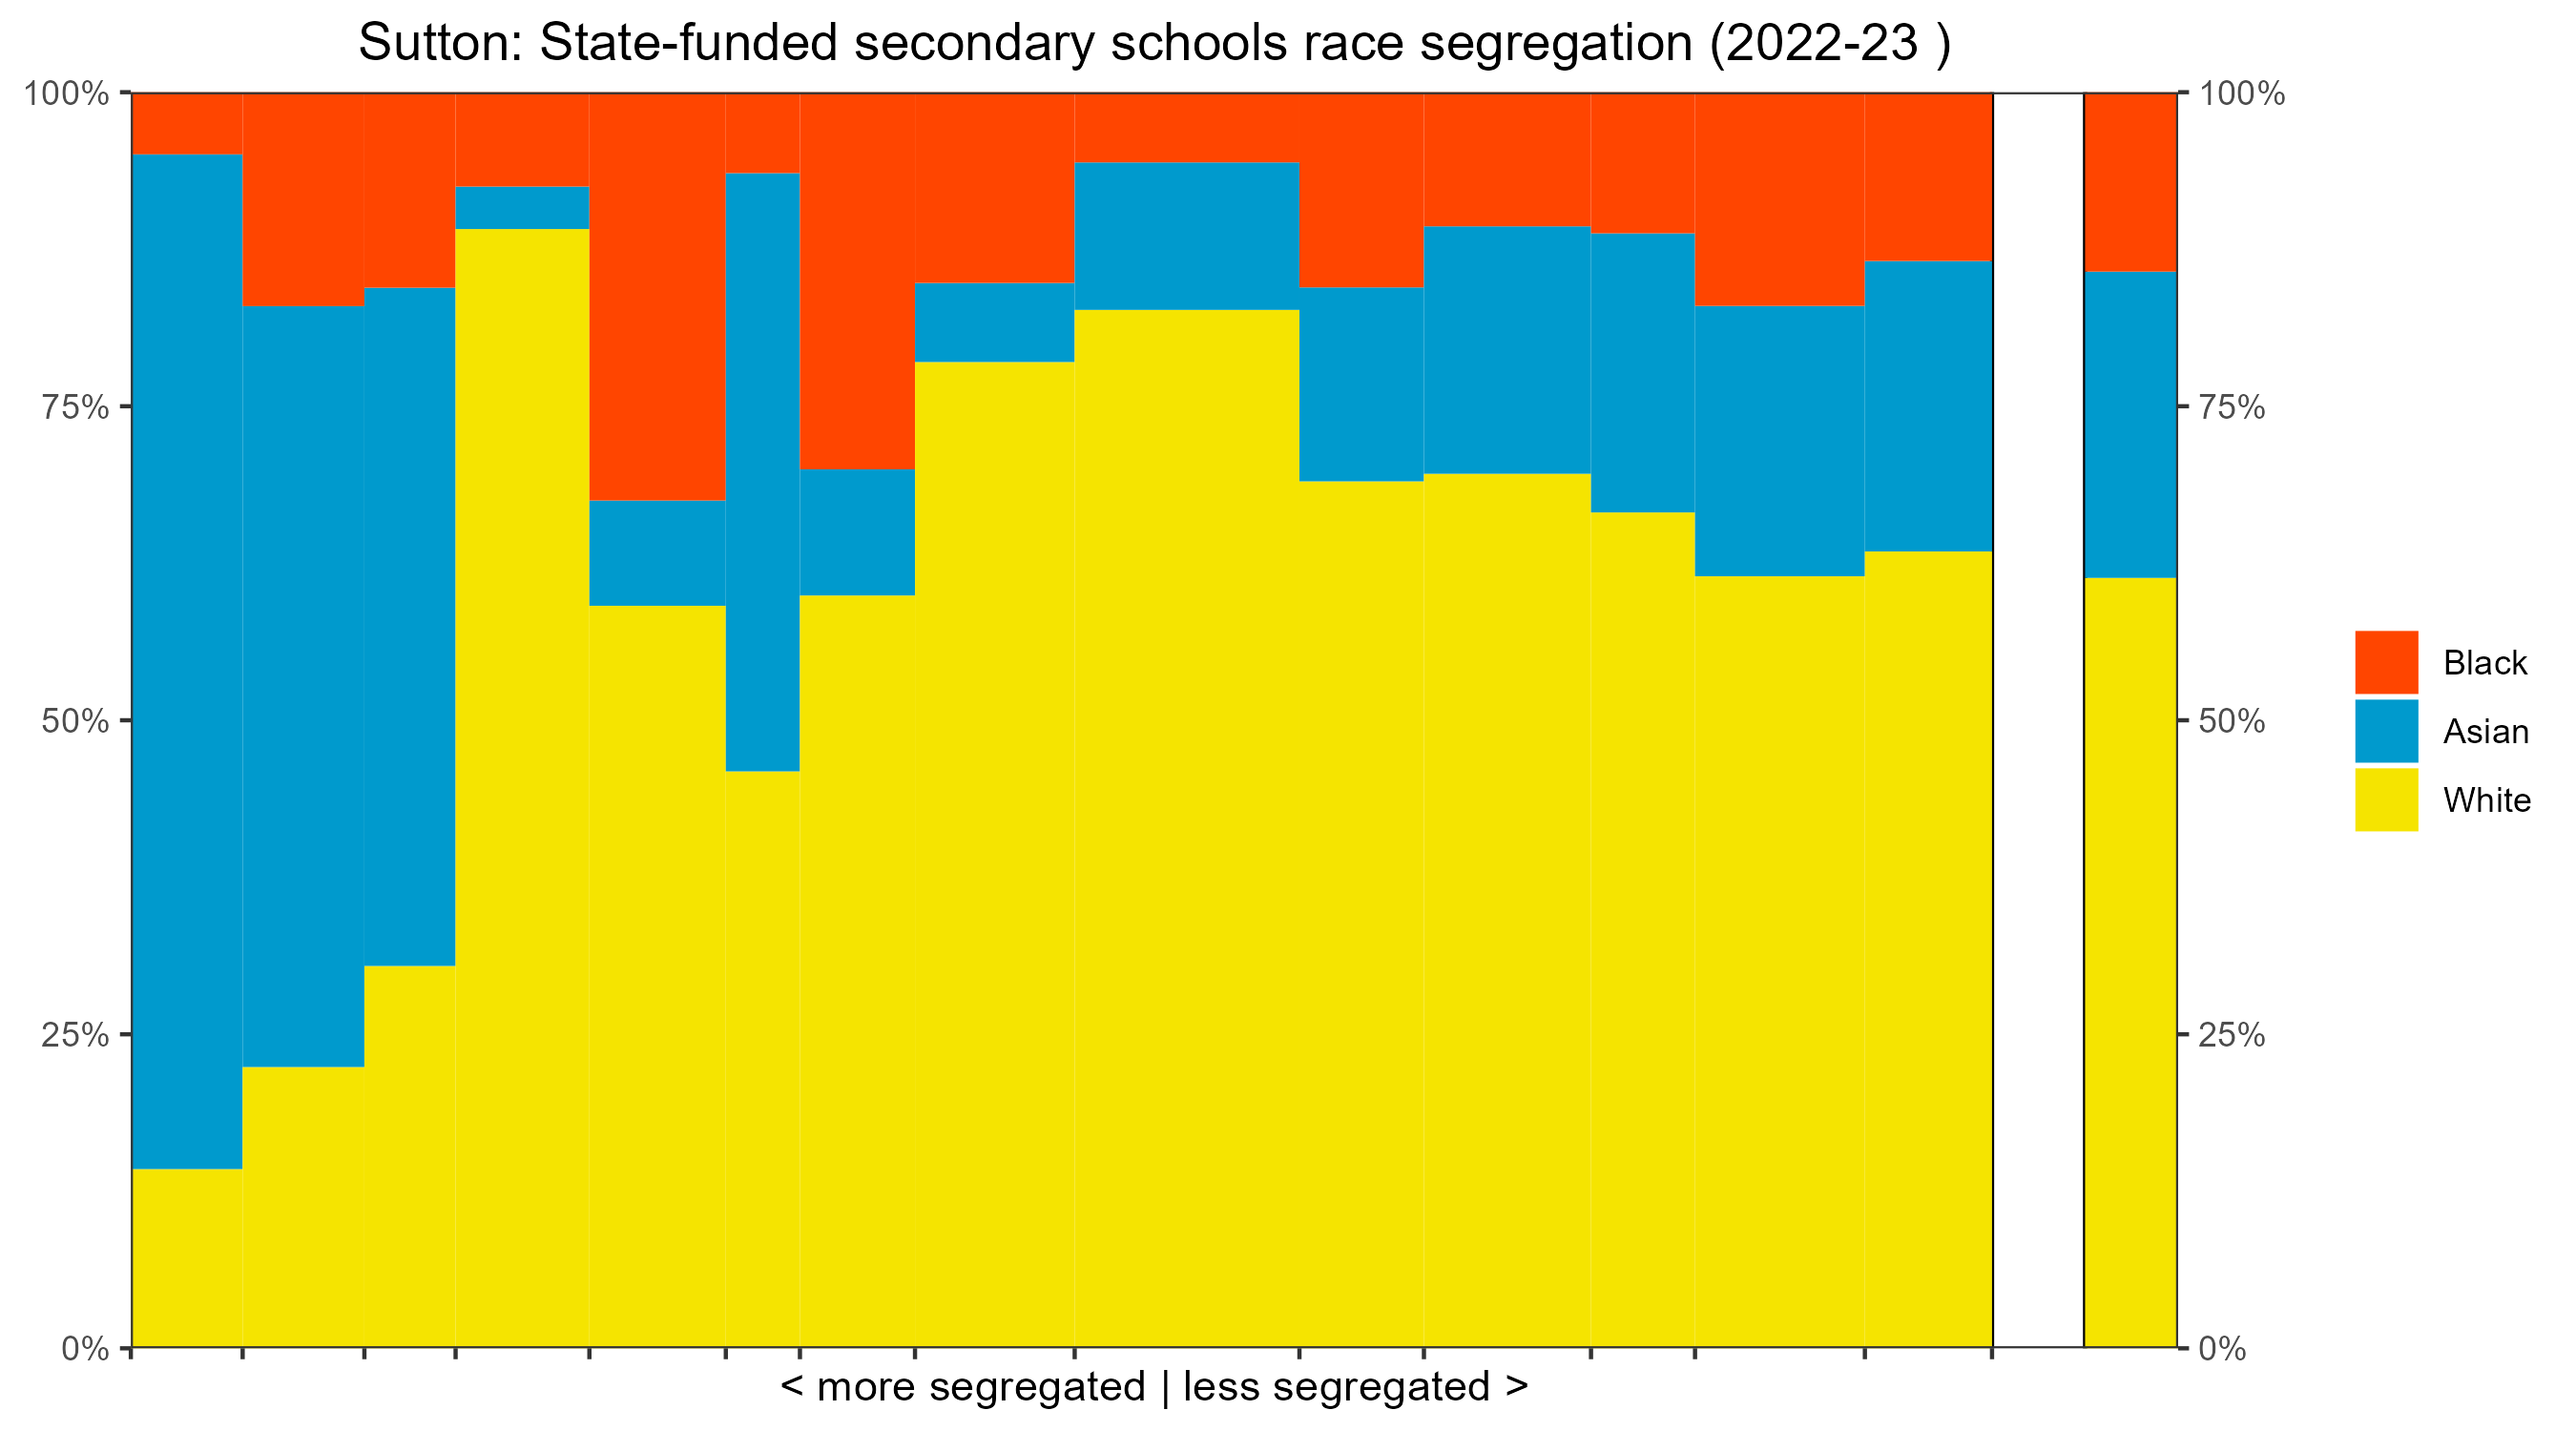 Sutton: State-funded secondary schools race segregation (2022-23 )
100%
75%
50%
25%
0%
100%
75%
50%
25%
0%
Black
Asian
White
< more segregated | less segregated >